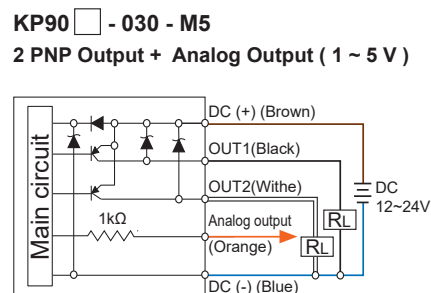 KP90 - 030 - M5
2 PNP Output + Analog Output ( 1 ~ 5 V )
DC (+) (Brown)
OUT1(Black)
OUT2(Withe)
DC
12~24V
Main circuit
1kΩ
Analog output
(Orange)
RL
RL
DC (-) (Blue)